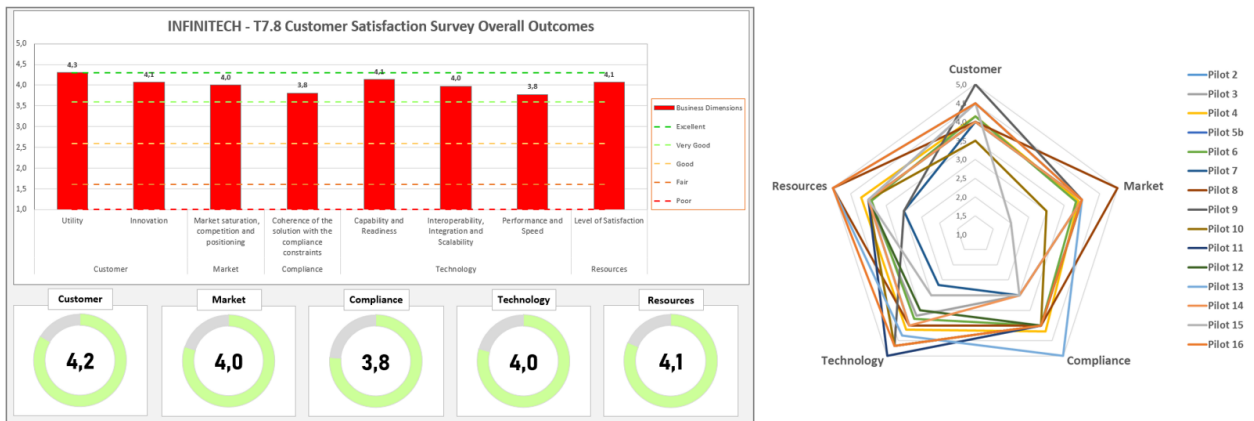 INFINITECH - T7.8 Customer Satisfaction Survey Overall Outcomes
5,0
4,5
4,0
3,5
3,0
2,5
2,0
1,5
1,0
4,3
4,1
4,0
3,8
4,1
4,0
3,8
4,1
Utility
Innovation
Market saturation,
competition and
positioning
Coherence of the
solution with the
compliance
constraints
Capability and
Readiness
Interoperability,
Integration and
Scalability
Performance and
Speed
Level of Satisfaction
Customer
Market
Compliance
Technology
Resources
Business Dimensions
Excellent
Very Good
Good
Fair
Poor
Customer
4,2
Market
4,0
Compliance
3,8
Technology
4,0
Resources
4,1
Customer
Market
Compliance
Technology
Resources
5,0
4,5
4,0
3,5
3,0
2,5
2,0
1,5
1,0
Pilot 2
Pilot 3
Pilot 4
Pilot 5b
Pilot 6
Pilot 7
Pilot 8
Pilot 9
Pilot 10
Pilot 11
Pilot 12
Pilot 13
Pilot 14
Pilot 15
Pilot 16